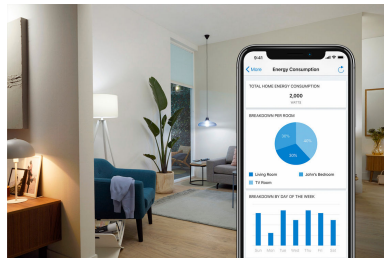 9:41
More
Energy Consumption
TOTAL HOME ENERGY CONSUMPTION
2,000
WATTS
BREAKDOWN PER ROOM
Living Room
John's Bedroom
TV Room
BREAKDOWN BY DAY OF THE WEEK